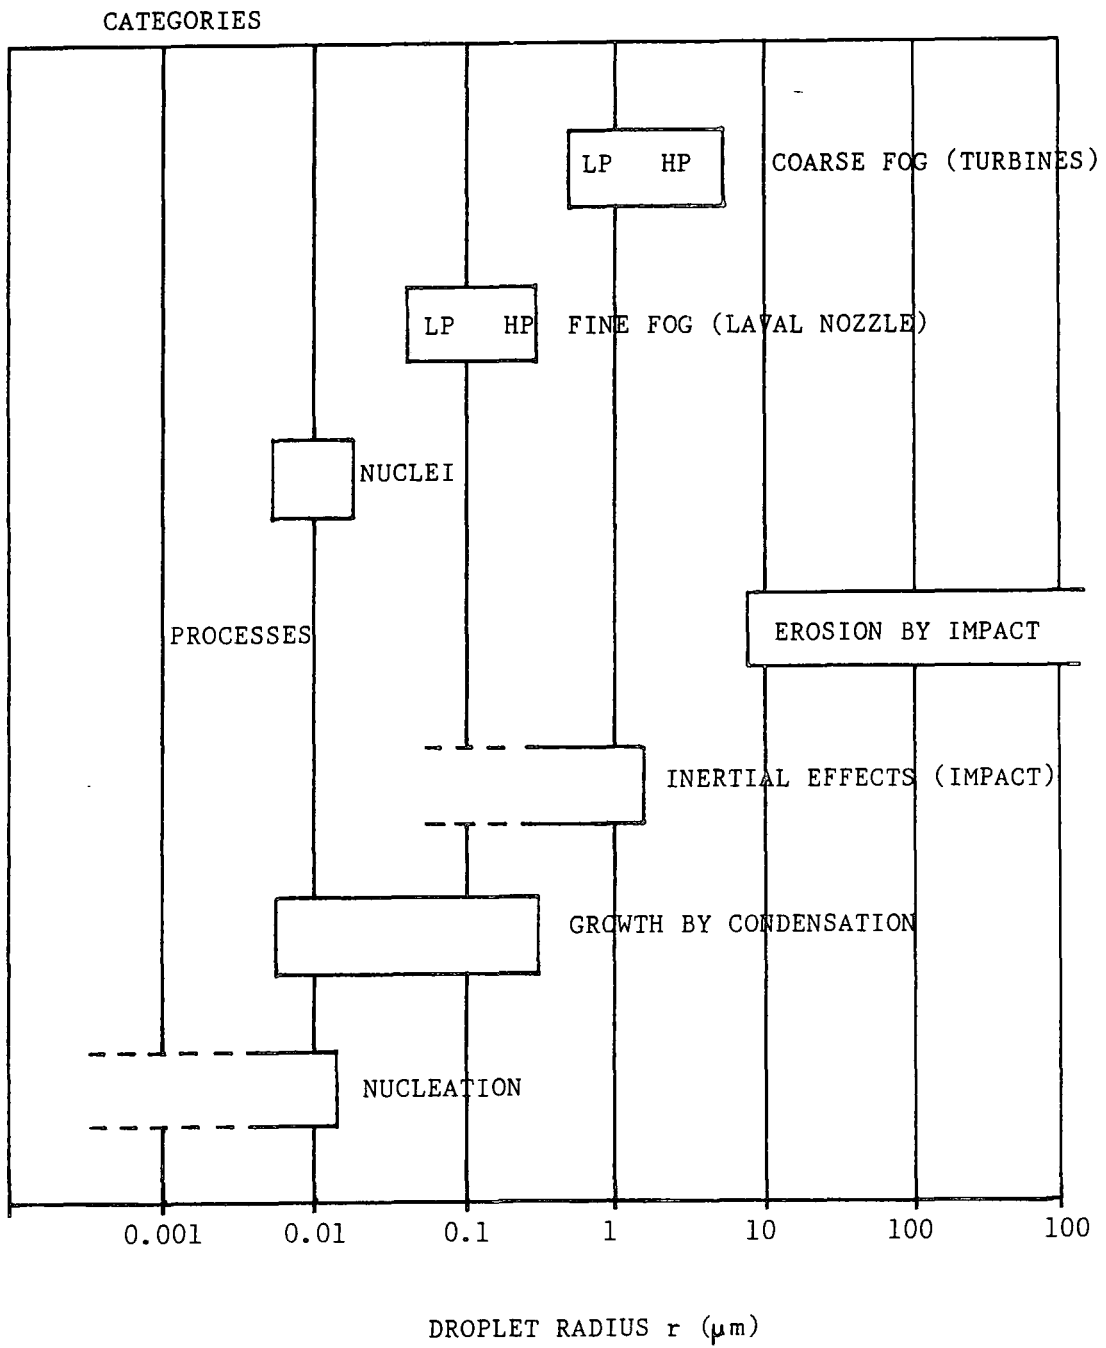 CATEGORIES
LP HP COARSE FOG (TURBINES)
LP HP FINE FOG (LAVAL NOZZLE)
NUCLEI
PROCESSES
EROSION BY IMPACT
INERTIAL EFFECTS (IMPACT)
GROWTH BY CONDENSATION
NUCLEATION
0.001 0.01 0.1 1 10 100 100
DROPLET RADIUS r (μm)